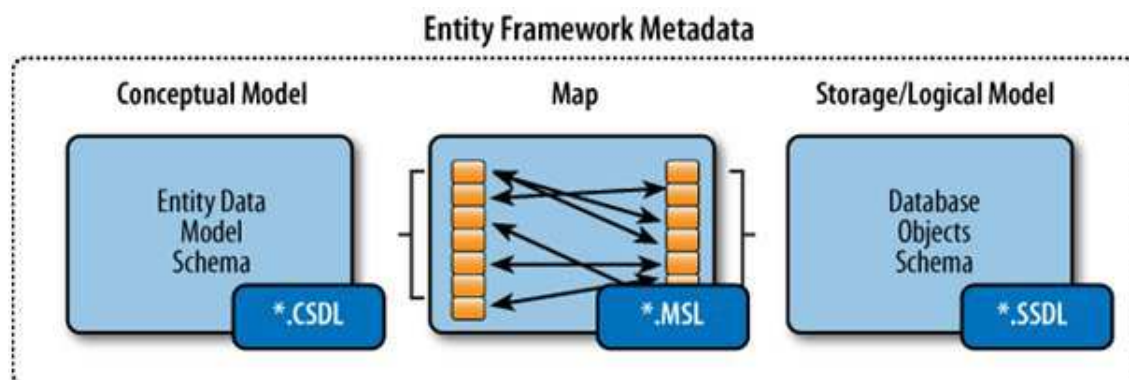 Entity Framework Metadata
Conceptual Model
Map
Storage/Logical Model
Entity Data
Model
Schema
*.CSDL
*.MSL
Database
Objects
Schema
*.SSDL